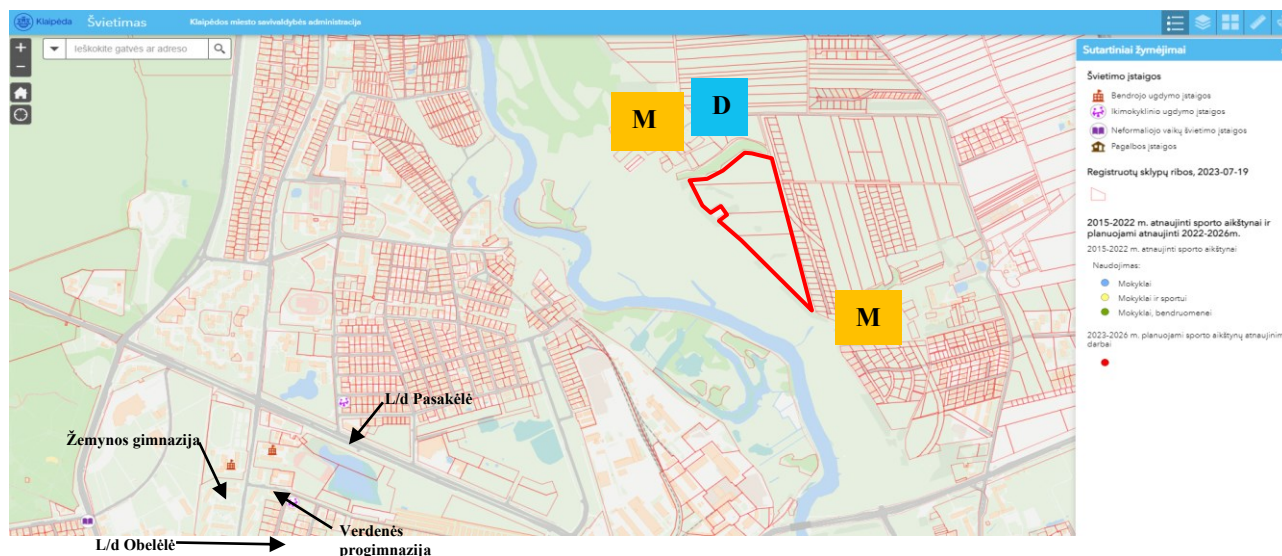 Klaipėda Švietimas Klaipėdos miesto savivaldybės administracija
+
−
Ieškokite gatvės ar adreso
M
D
M
L/d Pasakėlė
Žemynos gimnazija
Verdenės
progimnazija
L/d Obelėlė
Sutartiniai žymėjimai
Švietimo įstaigos
Bendrojo ugdymo įstaigos
Ikimokyklinio ugdymo įstaigos
Neformaliojo vaikų švietimo įstaigos
Pagalbos įstaigos
Registruotų sklypų ribos, 2023-07-19
2015-2022 m. atnaujinti sporto aikštynai ir
planuojami atnaujinti 2022-2026m.
2015-2022 m. atnaujinti sporto aikštynai
Naudojimas:
Mokyklai
Mokyklai ir sportui
Mokyklai, bendruomenei
2023-2026 m. planuojami sporto aikštynų atnaujinim
darbai